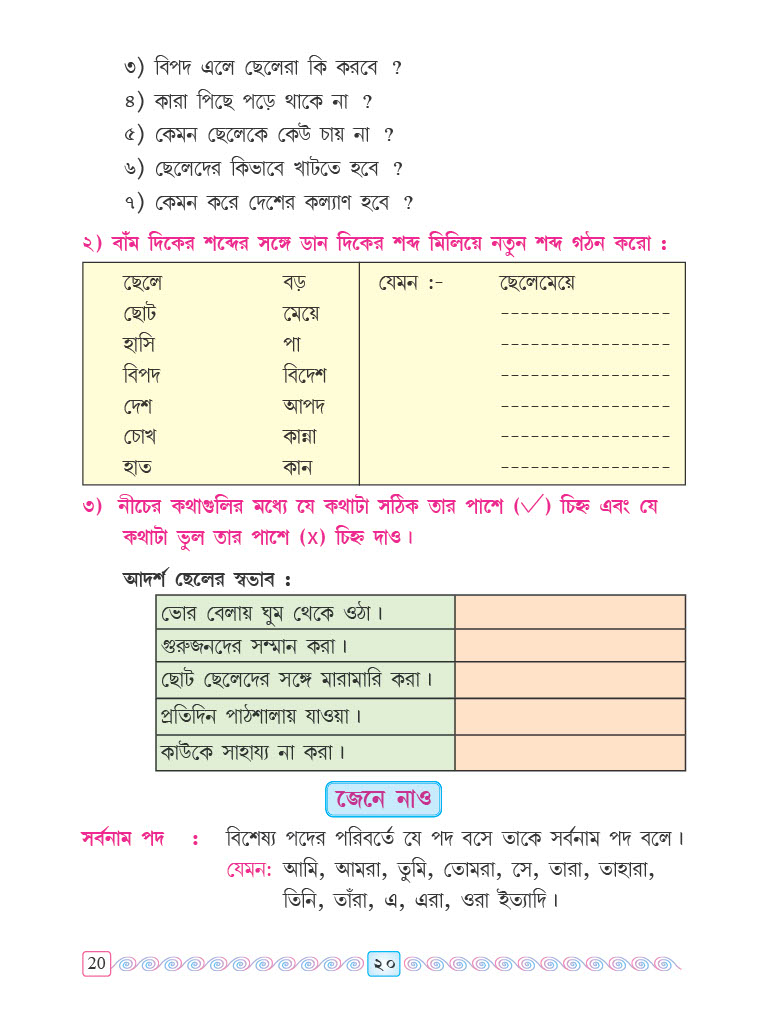 ৩) বিপদ এলে ছেলেরা কি করবে ?
৪) কারা পিছে পড়ে থাকে না ?
৫) কেমন ছেলেকে কেউ চায় না ?
৬) ছেলেদের কিভাবে খাটতে হবে ?
৭) কেমন করে দেশের কল্যাণ হবে ?
২) বাঁম দিকের শব্দের সঙ্গে ডান দিকের শব্দ মিলিয়ে নতুন শব্দ গঠন করো :
ছেলে বড় যেমন :- ছেলেমেয়ে
ছোট মেয়ে -----------------
হাসি পা -----------------
বিপদ বিদেশ -----------------
দেশ আপদ -----------------
চোখ কান্না -----------------
হাত কান -----------------
৩) নীচের কথাগুলির মধ্যে যে কথাটা সঠিক তার পাশে (✓) চিহ্ন এবং যে
কথাটা ভুল তার পাশে (x) চিহ্ন দাও।
আদর্শ ছেলের স্বভাব :
ভোর বেলায় ঘুম থেকে ওঠা।
গুরুজনদের সম্মান করা।
ছোট ছেলেদের সঙ্গে মারামারি করা।
প্রতিদিন পাঠশালায় যাওয়া।
কাউকে সাহায্য না করা।
জেনে নাও
সর্বনাম পদ : বিশেষ্য পদের পরিবর্তে যে পদ বসে তাকে সর্বনাম পদ বলে।
যেমন: আমি, আমরা, তুমি, তোমরা, সে, তারা, তাহারা,
তিনি, তাঁরা, এ, এরা, ওরা ইত্যাদি।
20 ২০